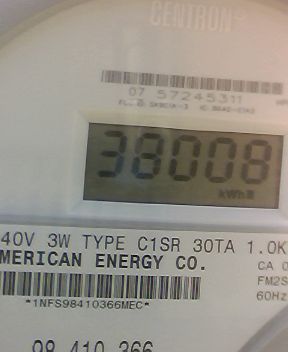 CENTRON®
07 57245311
38008
kWh
40V 3W TYPE C1SR 30TA 1.0K
MERICAN ENERGY CO.
CA 0
FM2S
*1NFS98410366MEC*
60Hz
98 410 366